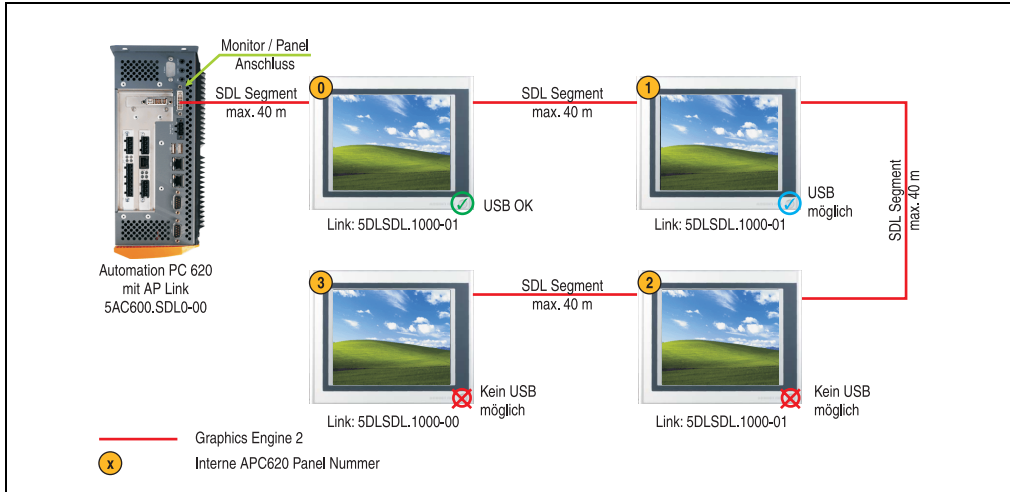 Monitor / Panel
Anschluss
SDL Segment
max. 40 m
0
SDL Segment
max. 40 m
1
USB OK
USB
möglich
Link: 5DLSDL.1000-01
Link: 5DLSDL.1000-01
SDL Segment
max. 40 m
Automation PC 620
mit AP Link
5AC600.SDL0-00
3
SDL Segment
max. 40 m
2
Kein USB
möglich
Kein USB
möglich
Link: 5DLSDL.1000-00
Link: 5DLSDL.1000-01
Graphics Engine 2
x
Interne APC620 Panel Nummer